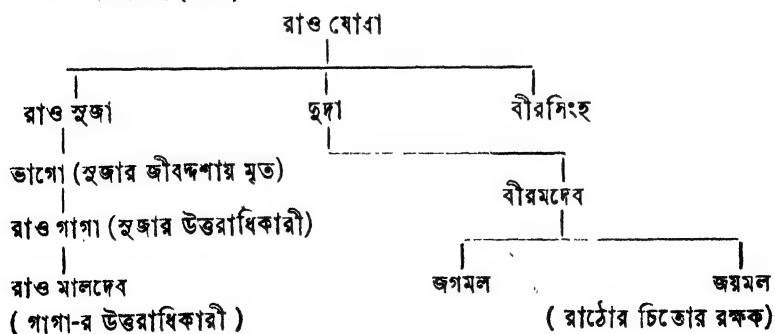 রাও যোধা
রাও সুজা দুদা বীরসিংহ
ভাগো (সুজার জীবদ্দশায় মৃত)
বীরমদেব
রাও গাগা (সুজার উত্তরাধিকারী)
রাও মালদেব জগমল জয়মল
( গাগা-র উত্তরাধিকারী ) ( রাঠোর চিতোর রক্ষক)